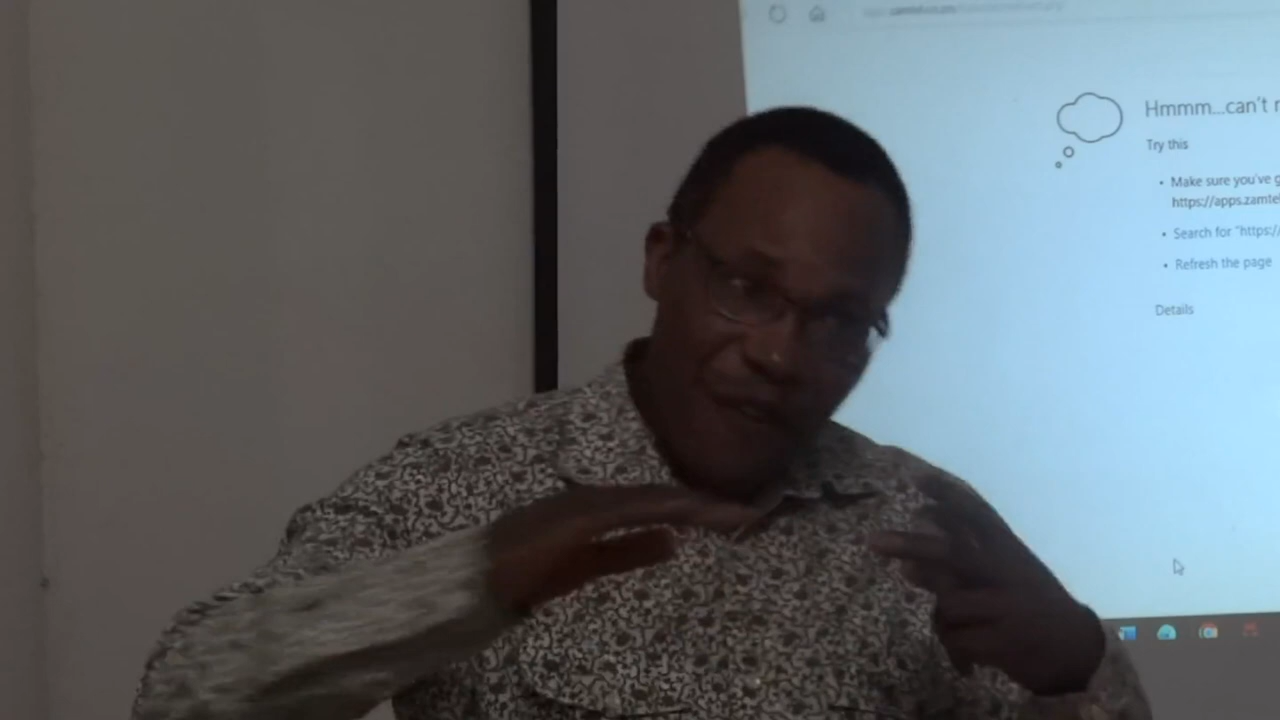 Hmmm...can't r
Try this
• Make sure you've g
https://apps.zamte
• Search for "https:/
• Refresh the page
Details